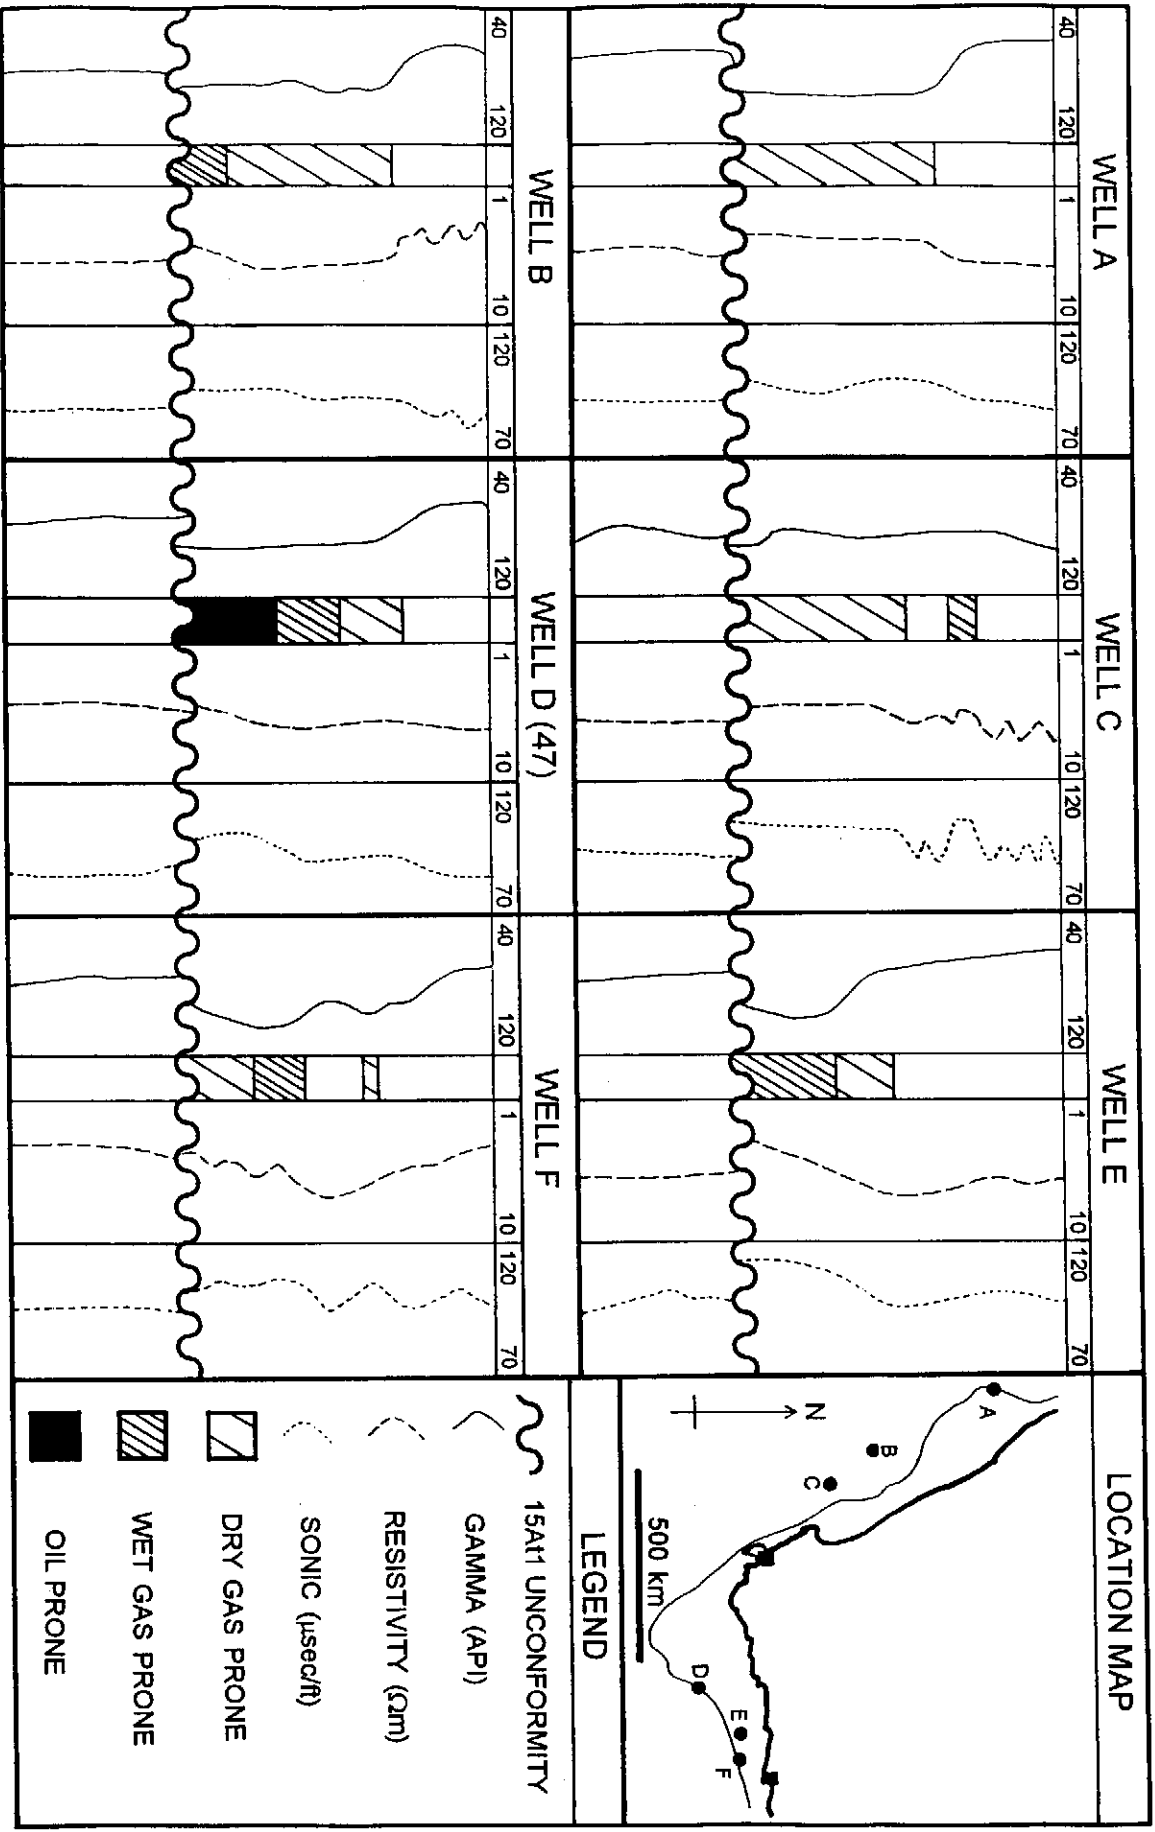 WELL A
40 120 1 10 120 70
WELL C
40 120 1 10 120 70
WELL E
40 120 1 10 120 70
LOCATION MAP
A
B
C
D
E
F
N
500 km
WELL B
40 120 1 10 120 70
WELL D (47)
40 120 1 10 120 70
WELL F
40 120 1 10 120 70
LEGEND
15At1 UNCONFORMITY
GAMMA (API)
RESISTIVITY (Ωm)
SONIC (µsec/ft)
DRY GAS PRONE
WET GAS PRONE
OIL PRONE